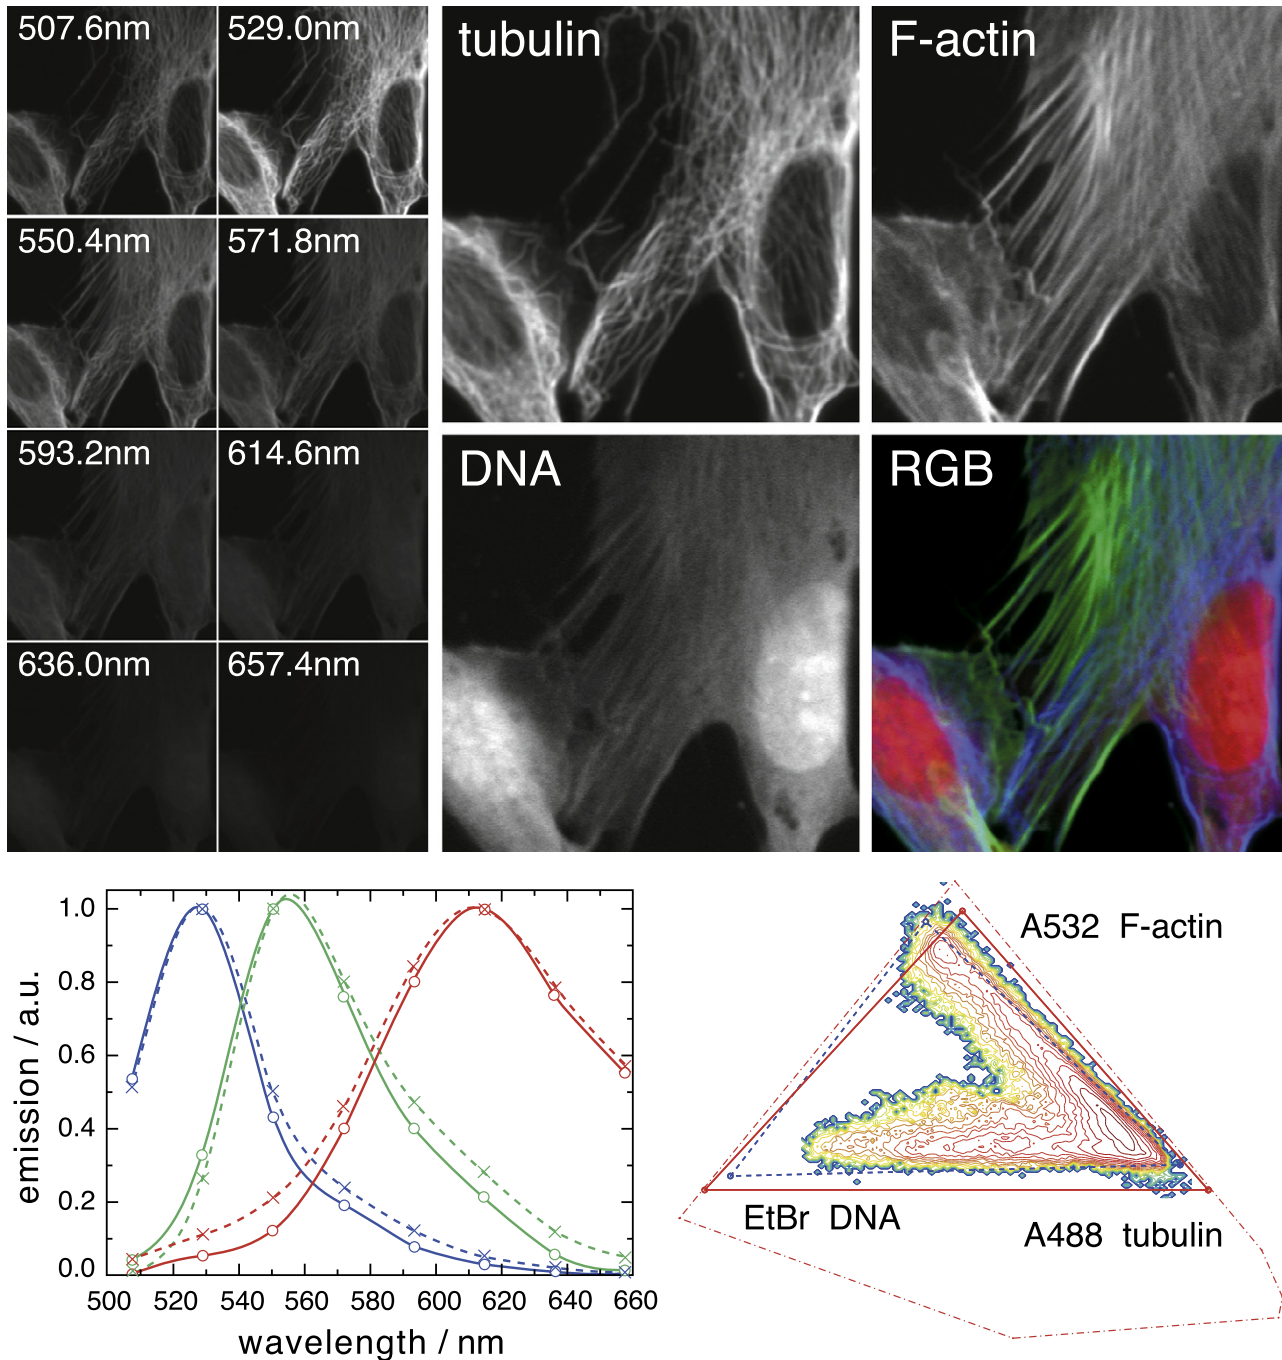 507.6nm 529.0nm
550.4nm 571.8nm
593.2nm 614.6nm
636.0nm 657.4nm
tubulin
F-actin
DNA
RGB
emission / a.u.
1.0
0.8
0.6
0.4
0.2
0.0
500 520 540 560 580 600 620 640 660
wavelength / nm
A532 F-actin
EtBr DNA
A488 tubulin